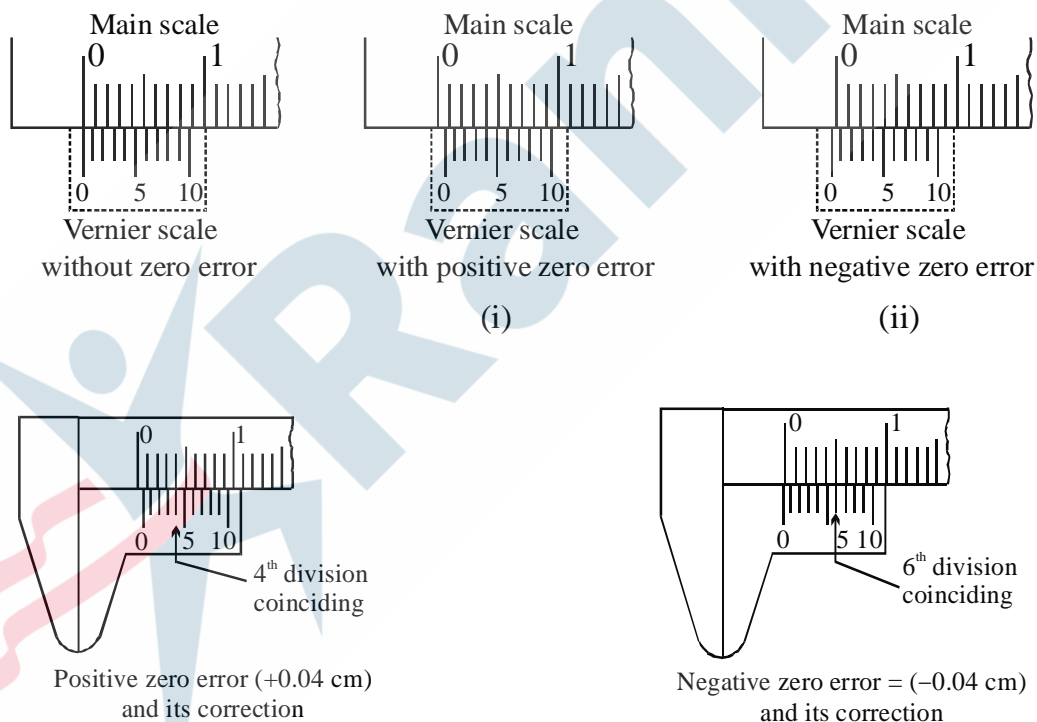 Main scale
0 1
0 5 10
Vernier scale
without zero error
Main scale
0 1
0 5 10
Vernier scale
with positive zero error
(i)
Main scale
0 1
0 5 10
Vernier scale
with negative zero error
(ii)
0 1
0 5 10
4th division
coinciding
Positive zero error (+0.04 cm)
and its correction
0 1
0 5 10
6th division
coinciding
Negative zero error = (−0.04 cm)
and its correction